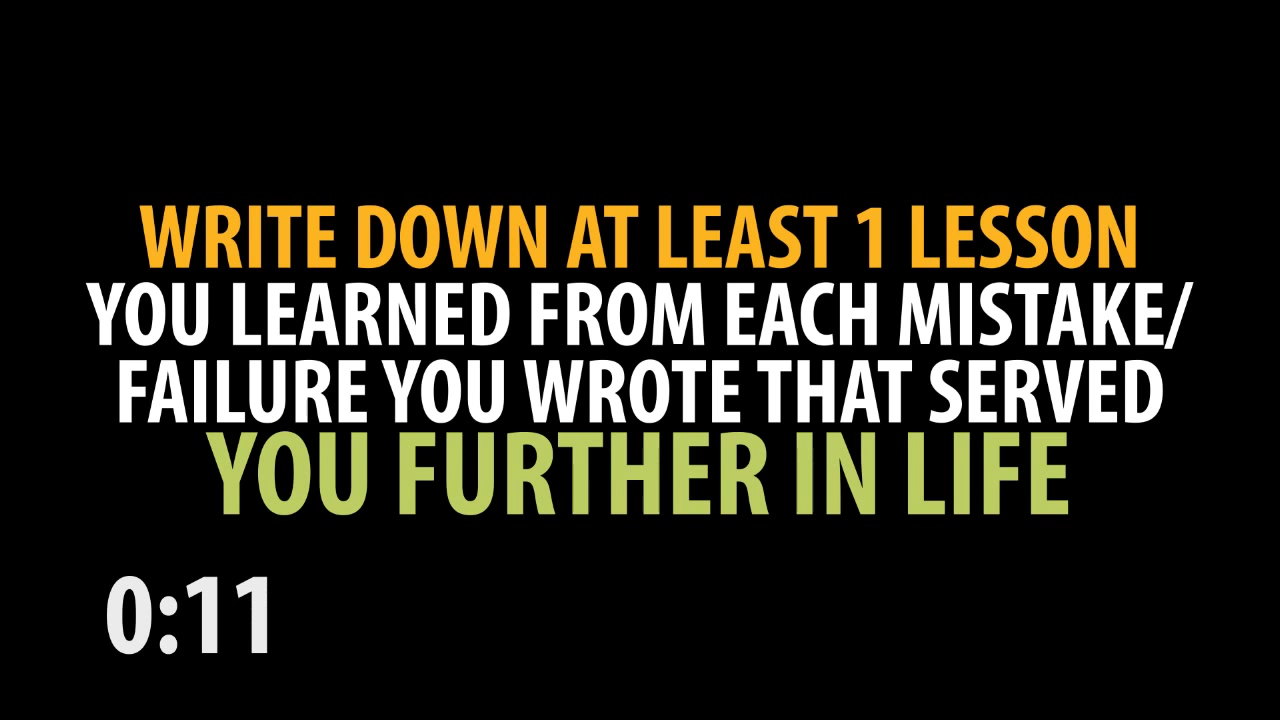 WRITE DOWN AT LEAST 1 LESSON
YOU LEARNED FROM EACH MISTAKE/
FAILURE YOU WROTE THAT SERVED
YOU FURTHER IN LIFE
0:11